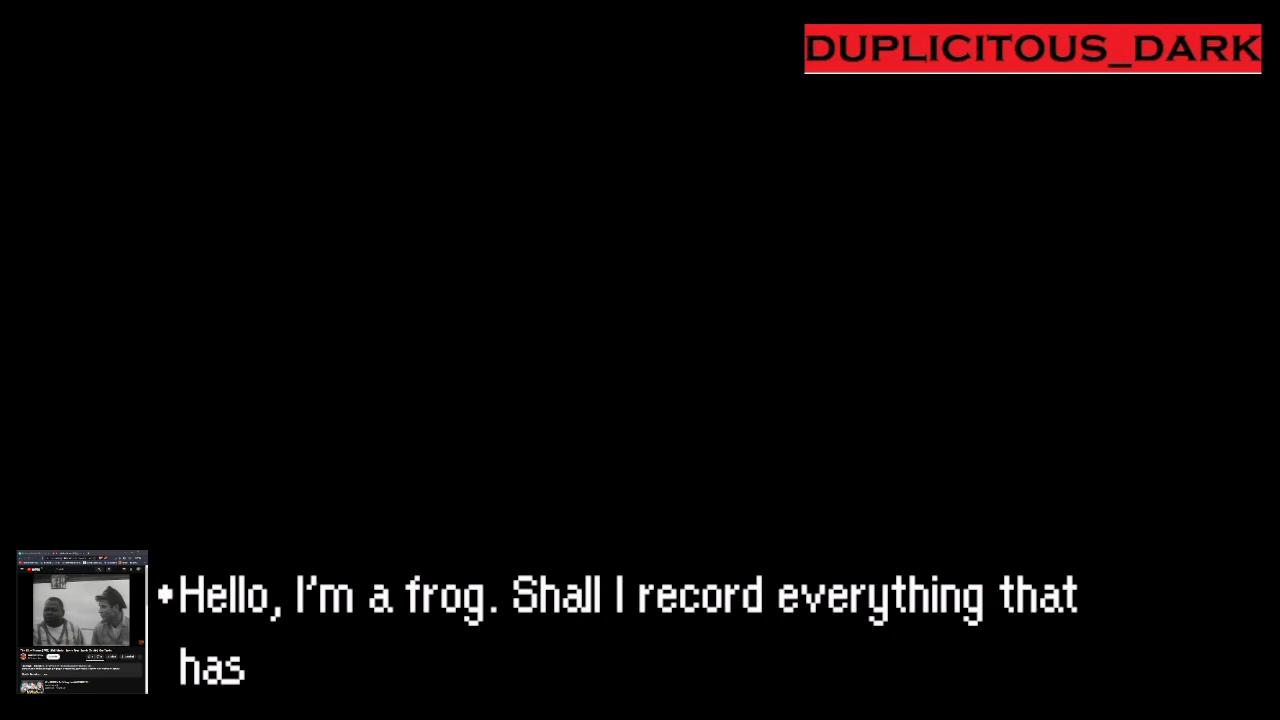 DUPLICITOUS_DARK
•Hello, I'm a frog. Shall I record everything that
has